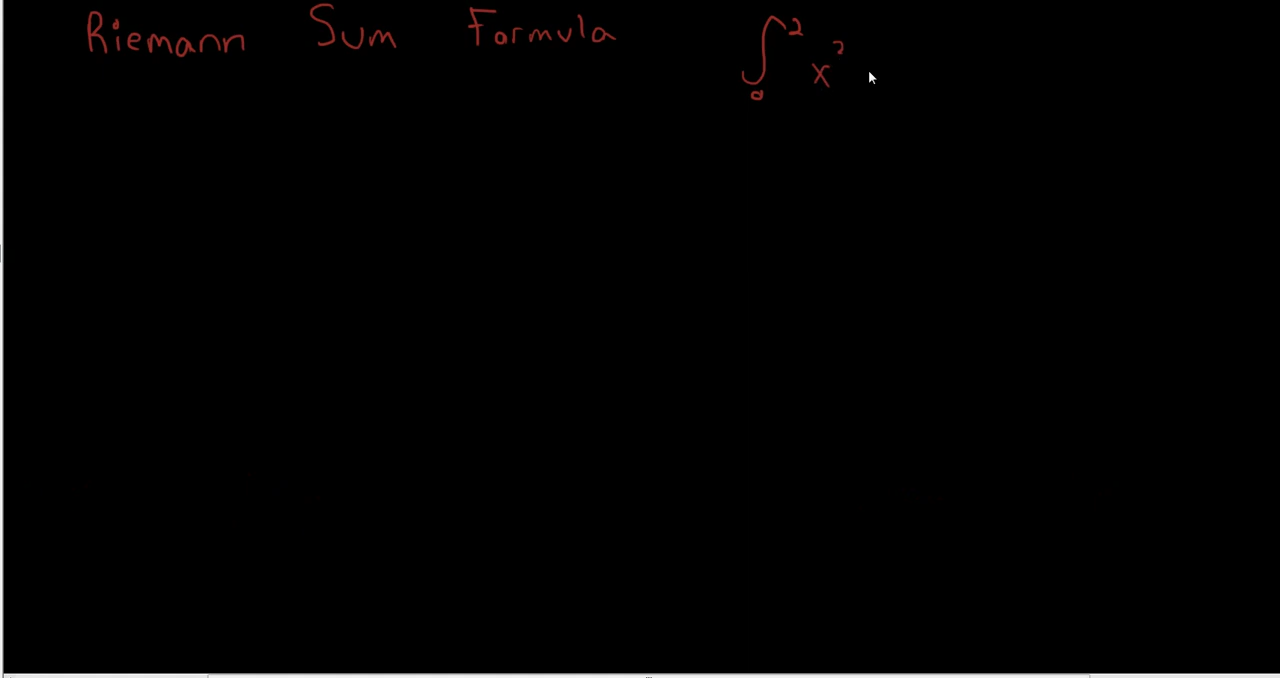 Riemann Sum Formula ∫₀² x²